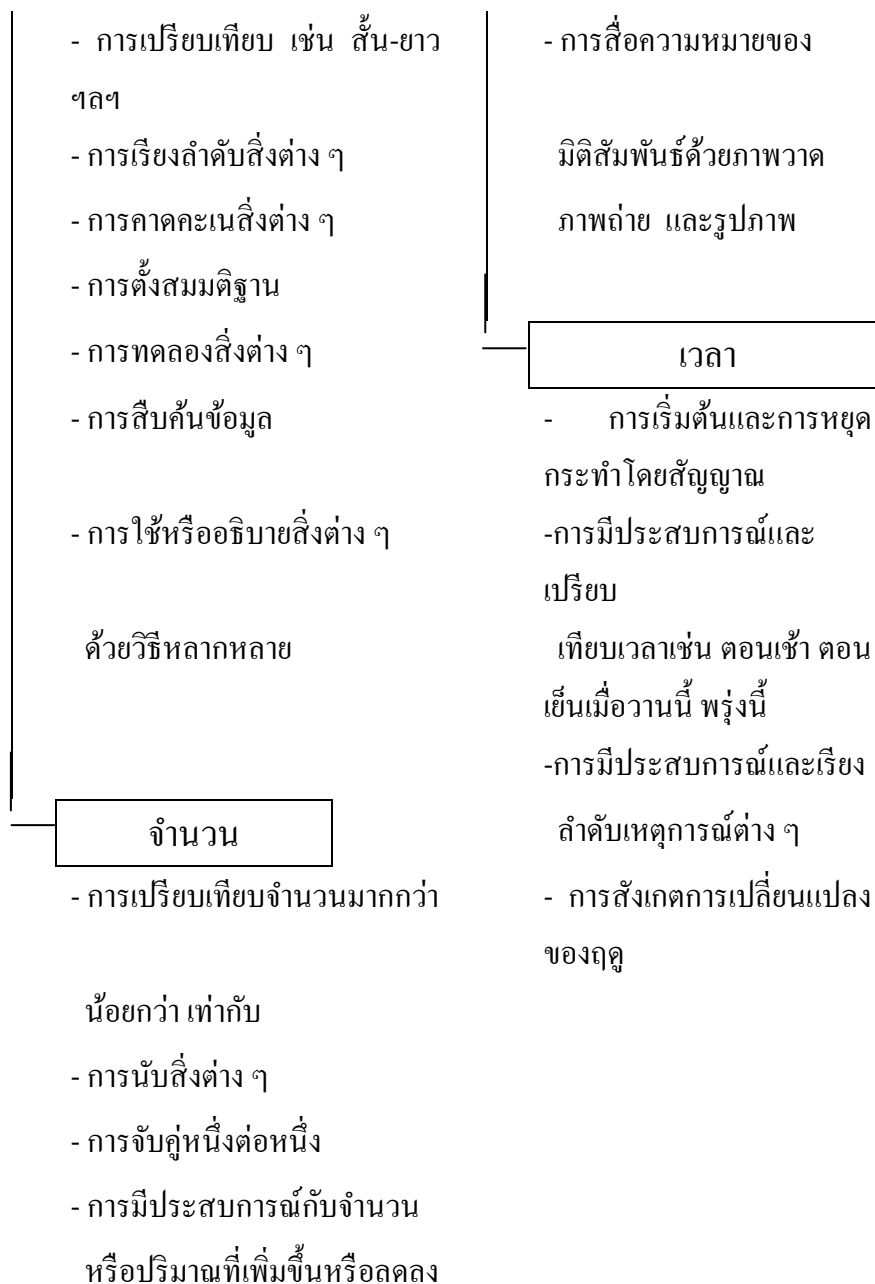 - การเปรียบเทียบ เช่น สั้น-ยาว
ฯลฯ
- การเรียงลำดับสิ่งต่าง ๆ
- การคาดคะเนสิ่งต่าง ๆ
- การตั้งสมมติฐาน
- การทดลองสิ่งต่าง ๆ
- การสืบค้นข้อมูล
- การใช้หรืออธิบายสิ่งต่าง ๆ
ด้วยวิธีหลากหลาย
จำนวน
- การเปรียบเทียบจำนวนมากกว่า
น้อยกว่า เท่ากับ
- การนับสิ่งต่าง ๆ
- การจับคู่หนึ่งต่อหนึ่ง
- การมีประสบการณ์กับจำนวน
หรือปริมาณที่เพิ่มขึ้นหรือลดลง
- การสื่อความหมายของ
มิติสัมพันธ์ด้วยภาพวาด
ภาพถ่าย และรูปภาพ
เวลา
- การเริ่มต้นและการหยุด
กระทำโดยสัญญาณ
-การมีประสบการณ์และ
เปรียบ
เทียบเวลาเช่น ตอนเช้า ตอน
เย็นเมื่อวานนี้ พรุ่งนี้
-การมีประสบการณ์และเรียง
ลำดับเหตุการณ์ต่าง ๆ
- การสังเกตการเปลี่ยนแปลง
ของฤดู